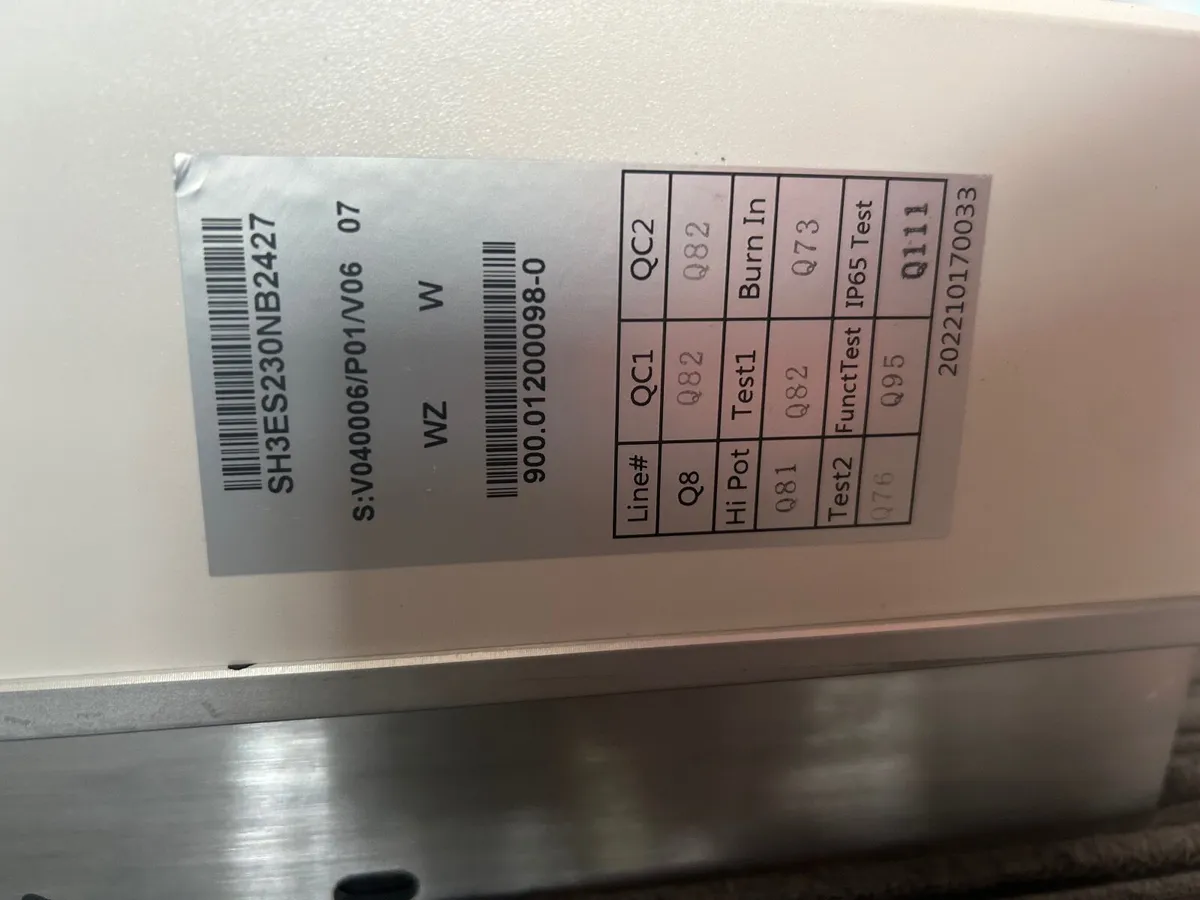 SH3ES230NB2427
S:V040006/P01/V06 07
WZ W
900.01200098-0
Line# QC1 QC2
Q8 Q82 Q82
Hi Pot Test1 Burn In
Q81 Q82 Q73
Test2 FunctTest IP65 Test
Q76 Q95 Q111
202210170033